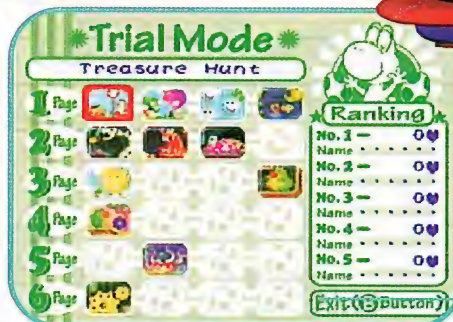 Trial Mode
Treasure Hunt
1 Page
2 Page
3 Page
4 Page
5 Page
6 Page
Ranking
No.1 — 0
Name . . . . .
No.2 — 0
Name . . . . .
No.3 — 0
Name . . . . .
No.4 — 0
Name . . . . .
No.5 — 0
Name . . . . .
Exit (B Button)